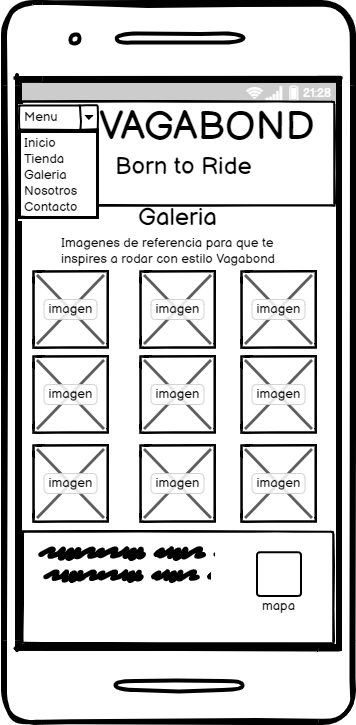 21:28
Menu
VAGABOND
Born to Ride
Inicio
Tienda
Galeria
Nosotros
Contacto
Galeria
Imagenes de referencia para que te
inspires a rodar con estilo Vagabond
imagen imagen imagen
imagen imagen imagen
imagen imagen imagen
mapa